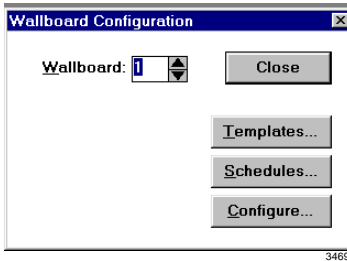 Wallboard Configuration
Wallboard: 1
Close
Templates...
Schedules...
Configure...
3469